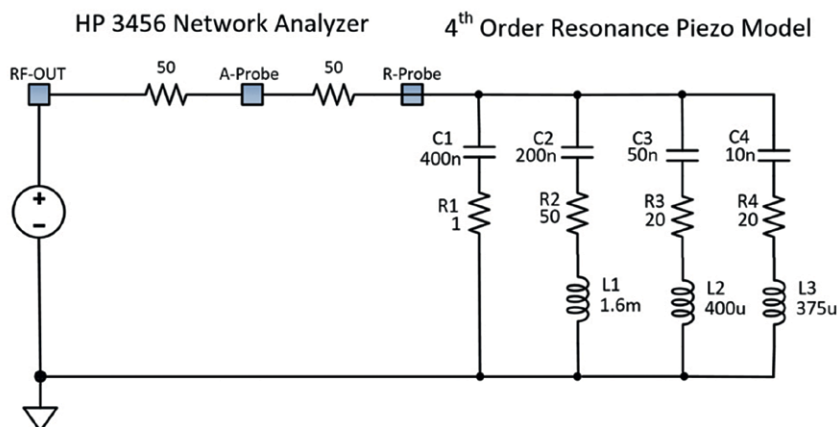 HP 3456 Network Analyzer
4th Order Resonance Piezo Model
RF-OUT
50
A-Probe
50
R-Probe
C1
400n
C2
200n
C3
50n
C4
10n
R1
1
R2
50
R3
20
R4
20
L1
1.6m
L2
400u
L3
375u
+
−